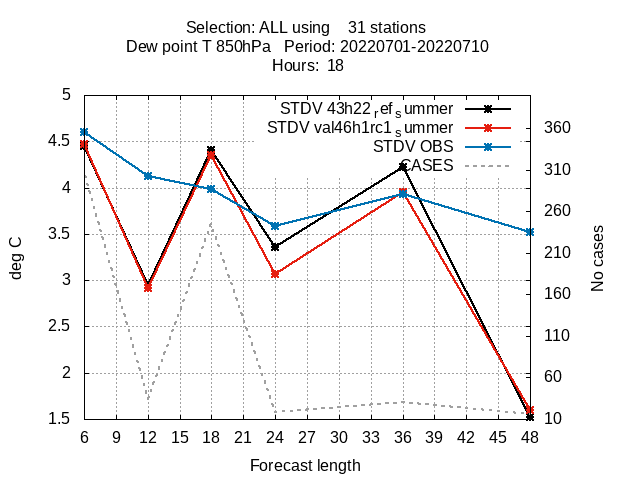 Selection: ALL using 31 stations
Dew point T 850hPa Period: 20220701-20220710
Hours: 18
STDV 43h22_ref_summer
STDV val46h1rc1_summer
STDV OBS
CASES
5
4.5
4
3.5
3
2.5
2
1.5
deg C
360
310
260
210
160
110
60
10
No cases
6 9 12 15 18 21 24 27 30 33 36 39 42 45 48
Forecast length